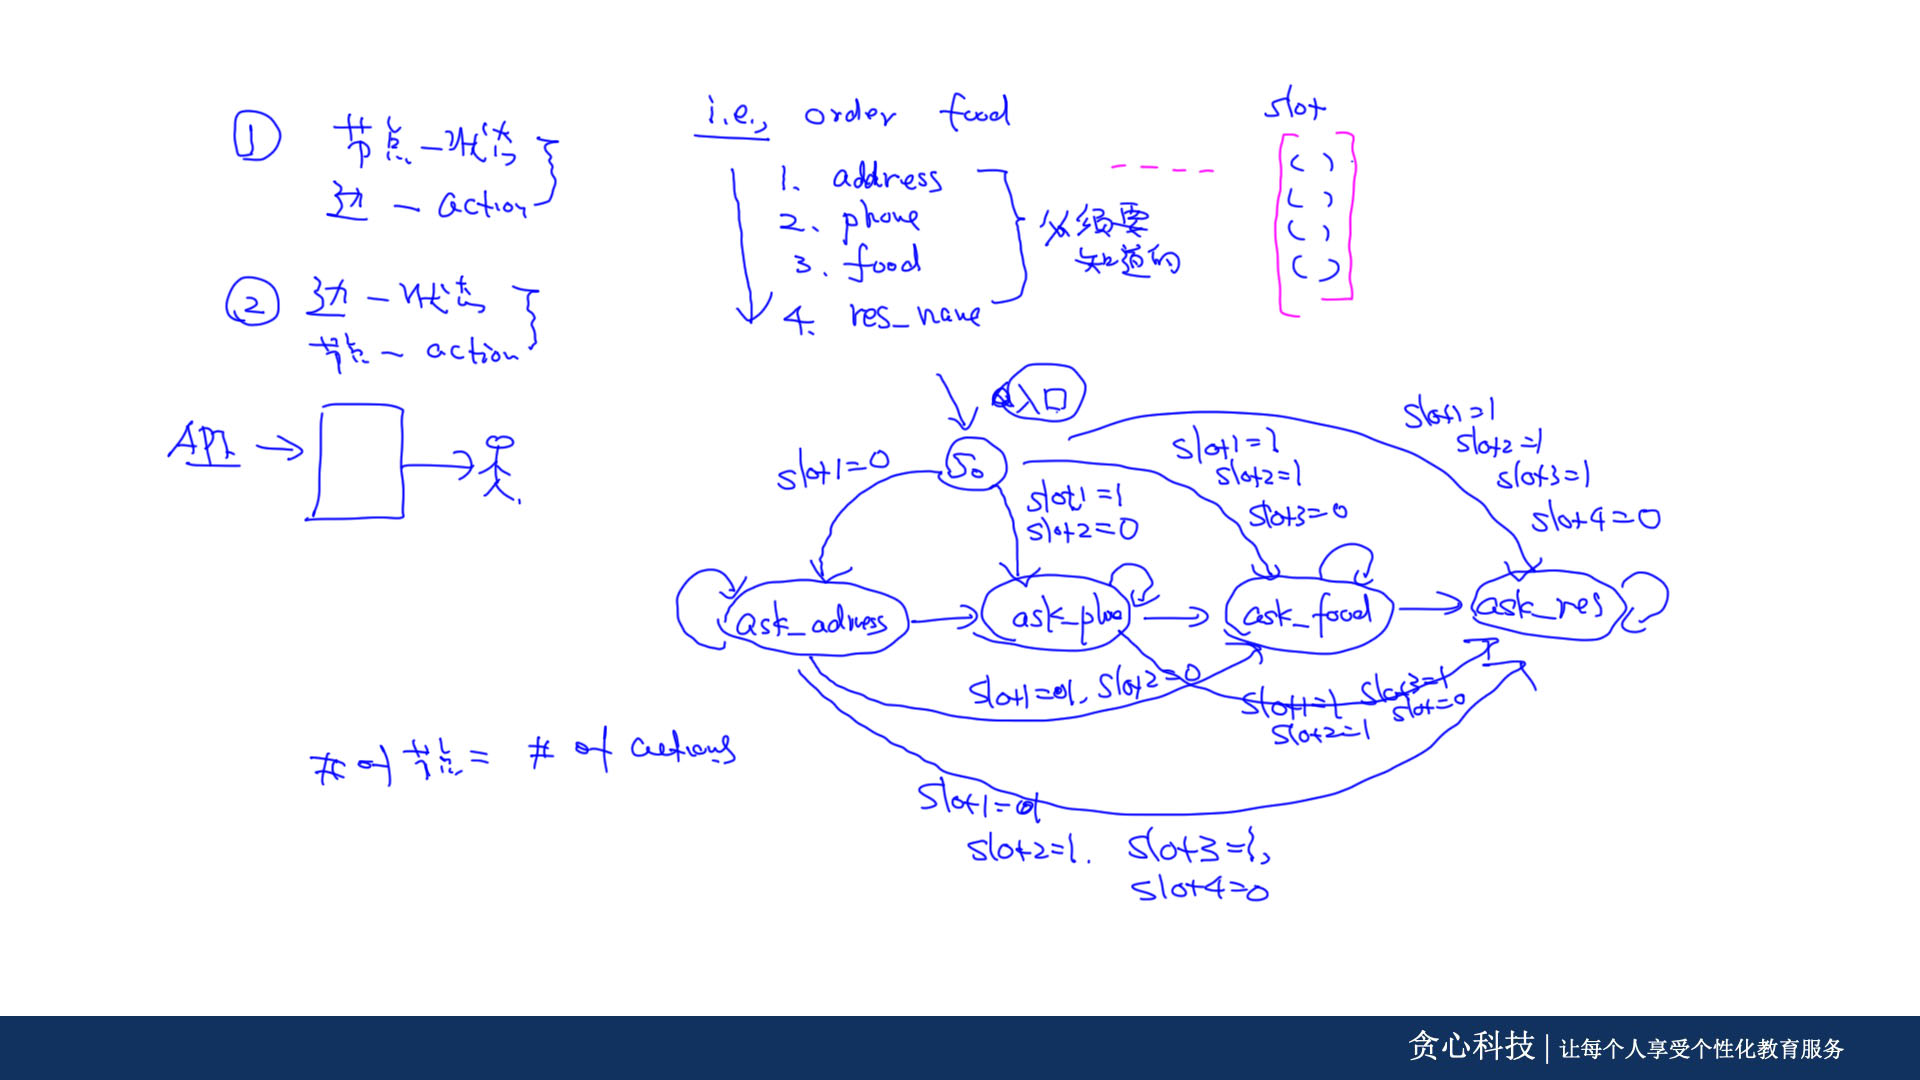 ① 节点 — 状态
边 — action
② 边 — 状态
节点 — action
API
i.e., order food
1. address
2. phone
3. food
4. res_name
必须要
知道的
slot
( )
( )
( )
( )
入口
S₀
slot1=0
slot1=1
slot2=0
slot1=1
slot2=1
slot3=0
slot1=1
slot2=1
slot3=1
slot4=0
ask_adress
ask_phoe
ask_food
ask_res
slot1=1, slot2=0
slot1=1 slot3=1
slot2=1 slot=0
slot1=1
slot2=1. slot3=1,
slot4=0
# of 节点 = # of actions
贪心科技 | 让每个人享受个性化教育服务